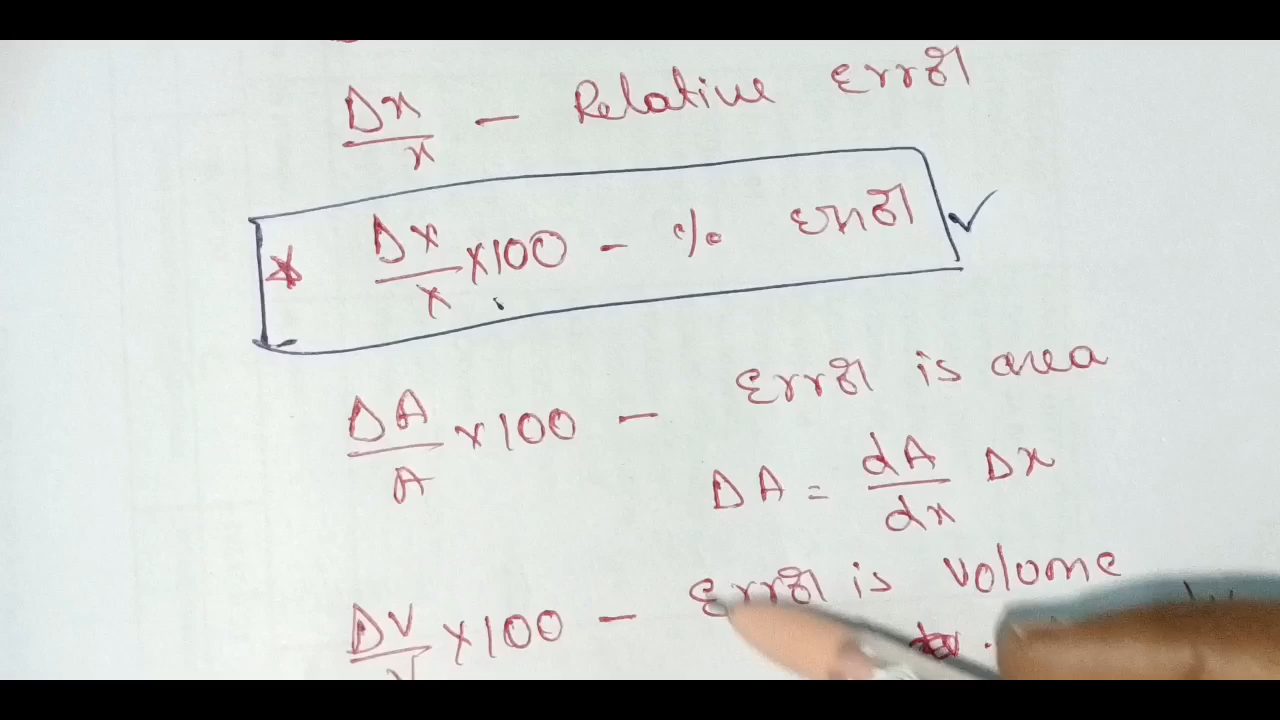 Δx/x - Relative error
* Δx/x ×100 - % error ✓
ΔA/A ×100 - error is area
ΔA = dA/dx Δx
ΔV/V ×100 - error is volume